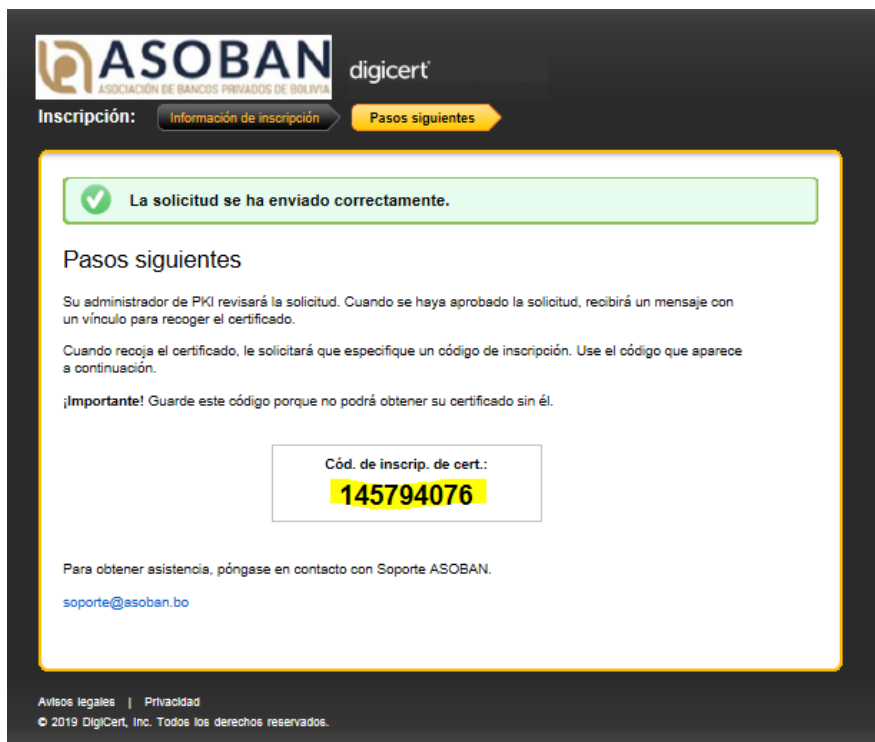 ASOBAN
ASOCIACIÓN DE BANCOS PRIVADOS DE BOLIVIA
digicert
Inscripción:
Información de inscripción
Pasos siguientes
La solicitud se ha enviado correctamente.
Pasos siguientes
Su administrador de PKI revisará la solicitud. Cuando se haya aprobado la solicitud, recibirá un mensaje con
un vínculo para recoger el certificado.
Cuando recoja el certificado, le solicitará que especifique un código de inscripción. Use el código que aparece
a continuación.
¡Importante! Guarde este código porque no podrá obtener su certificado sin él.
Cód. de inscrip. de cert.:
145794076
Para obtener asistencia, póngase en contacto con Soporte ASOBAN.
soporte@asoban.bo
Avisos legales | Privacidad
© 2019 DigiCert, Inc. Todos los derechos reservados.